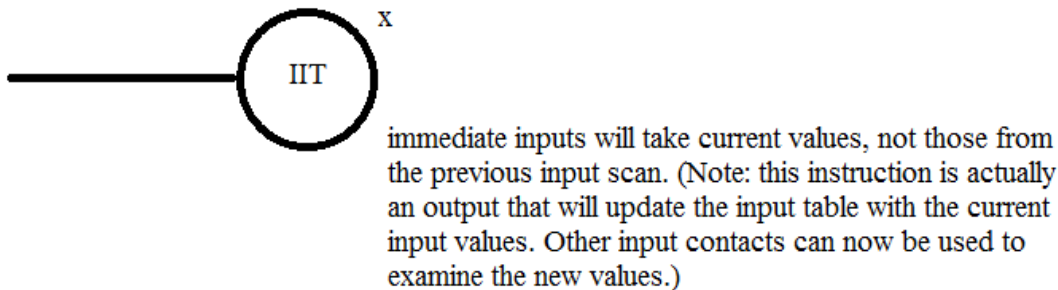 x
IIT
immediate inputs will take current values, not those from
the previous input scan. (Note: this instruction is actually
an output that will update the input table with the current
input values. Other input contacts can now be used to
examine the new values.)